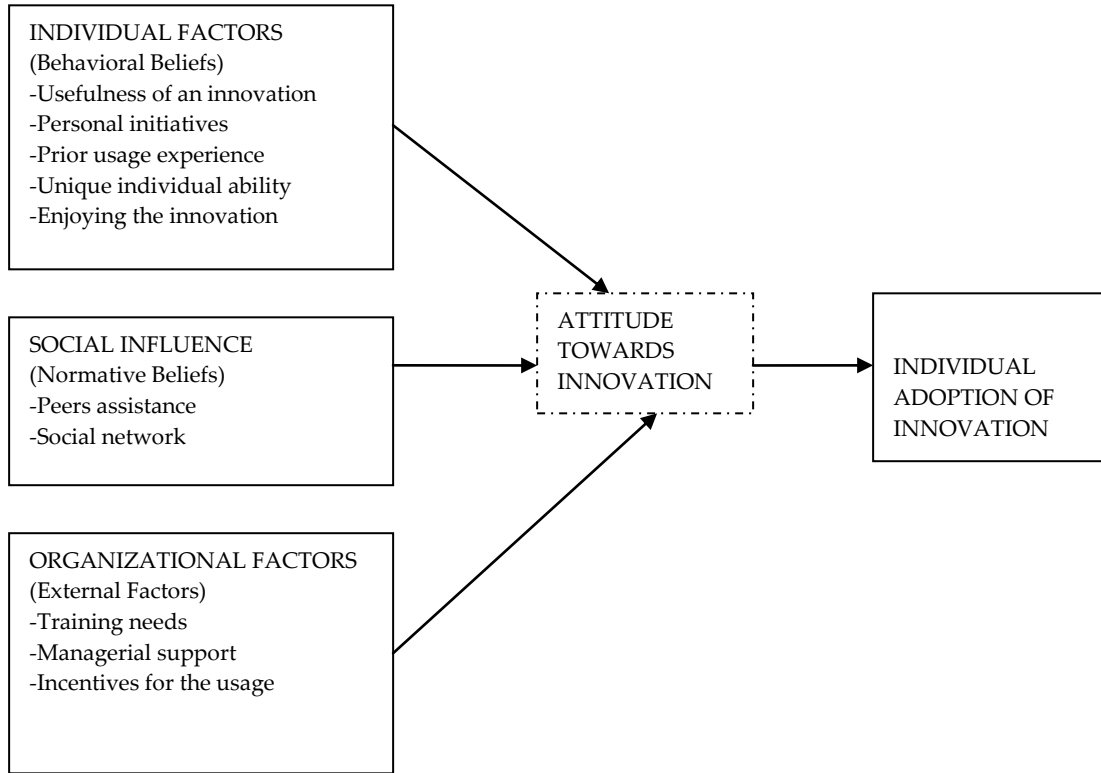 INDIVIDUAL FACTORS
(Behavioral Beliefs)
-Usefulness of an innovation
-Personal initiatives
-Prior usage experience
-Unique individual ability
-Enjoying the innovation
SOCIAL INFLUENCE
(Normative Beliefs)
-Peers assistance
-Social network
ORGANIZATIONAL FACTORS
(External Factors)
-Training needs
-Managerial support
-Incentives for the usage
ATTITUDE
TOWARDS
INNOVATION
INDIVIDUAL
ADOPTION OF
INNOVATION